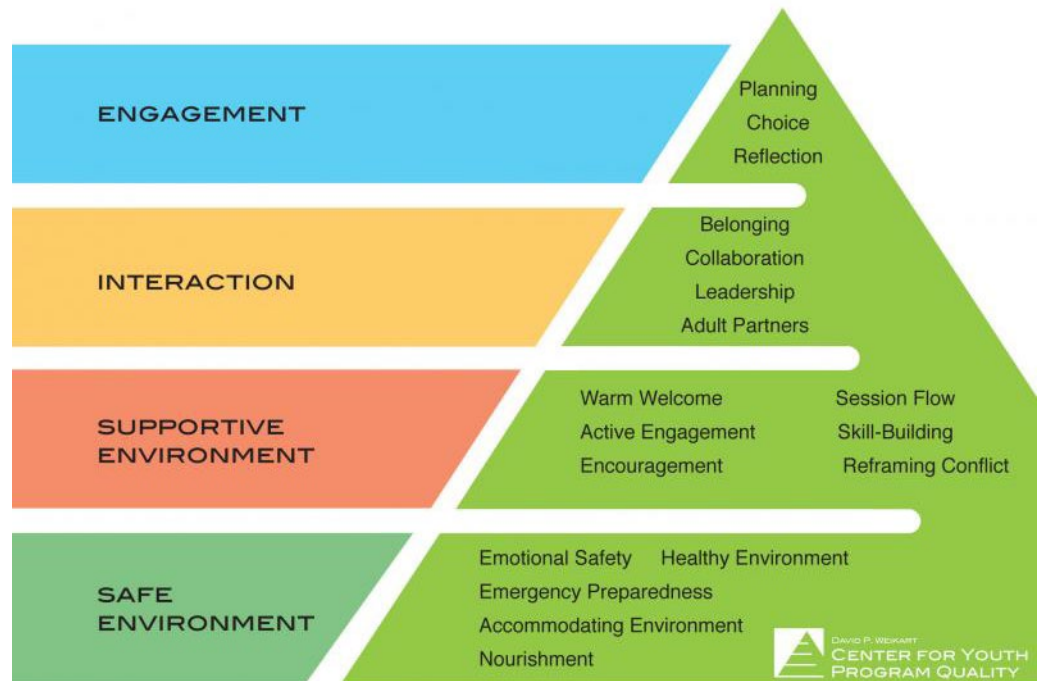 ENGAGEMENT
Planning
Choice
Reflection
INTERACTION
Belonging
Collaboration
Leadership
Adult Partners
SUPPORTIVE
ENVIRONMENT
Warm Welcome
Active Engagement
Encouragement
Session Flow
Skill-Building
Reframing Conflict
SAFE
ENVIRONMENT
Emotional Safety Healthy Environment
Emergency Preparedness
Accommodating Environment
Nourishment
DAVID P. WEIKART
CENTER FOR YOUTH
PROGRAM QUALITY